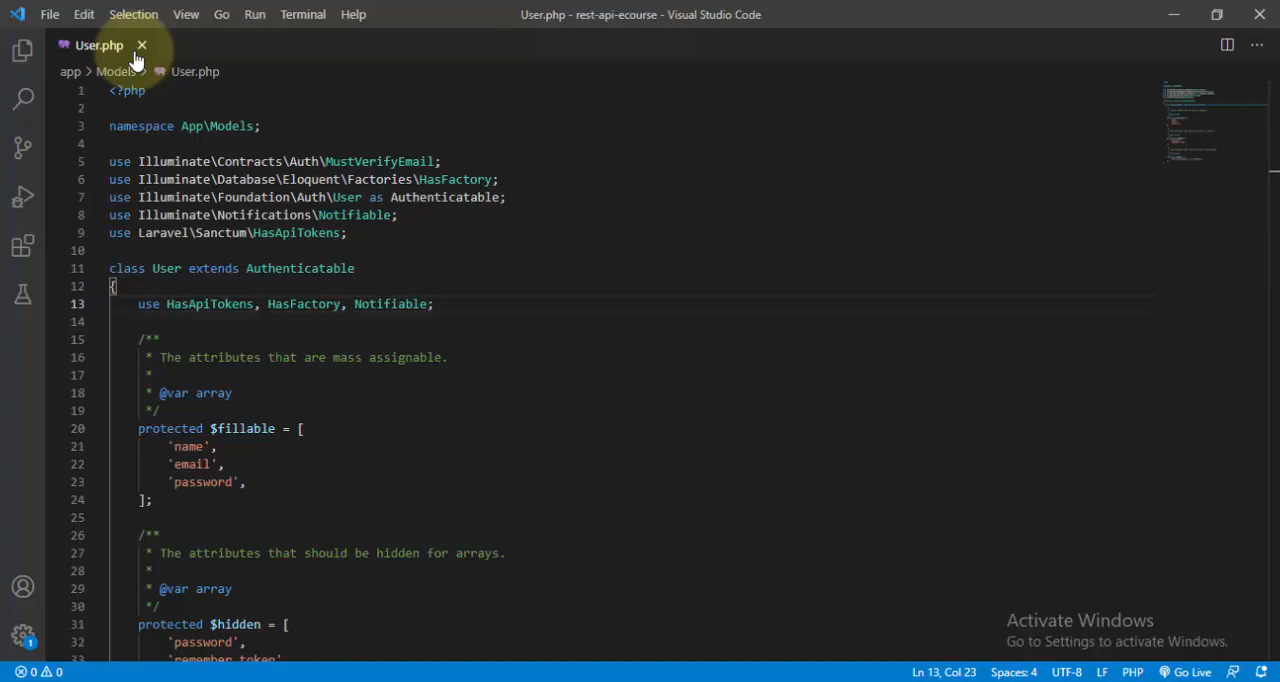 File Edit Selection View Go Run Terminal Help User.php - rest-api-ecourse - Visual Studio Code
User.php
app > Models > User.php
1 <?php
2
3 namespace App\Models;
4
5 use Illuminate\Contracts\Auth\MustVerifyEmail;
6 use Illuminate\Database\Eloquent\Factories\HasFactory;
7 use Illuminate\Foundation\Auth\User as Authenticatable;
8 use Illuminate\Notifications\Notifiable;
9 use Laravel\Sanctum\HasApiTokens;
10
11 class User extends Authenticatable
12 {
13 use HasApiTokens, HasFactory, Notifiable;
14
15 /**
16 * The attributes that are mass assignable.
17 *
18 * @var array
19 */
20 protected $fillable = [
21 'name',
22 'email',
23 'password',
24 ];
25
26 /**
27 * The attributes that should be hidden for arrays.
28 *
29 * @var array
30 */
31 protected $hidden = [
32 'password',
33 'remember_token',
Activate Windows
Go to Settings to activate Windows.
1
0 0 Ln 13, Col 23 Spaces: 4 UTF-8 LF PHP Go Live